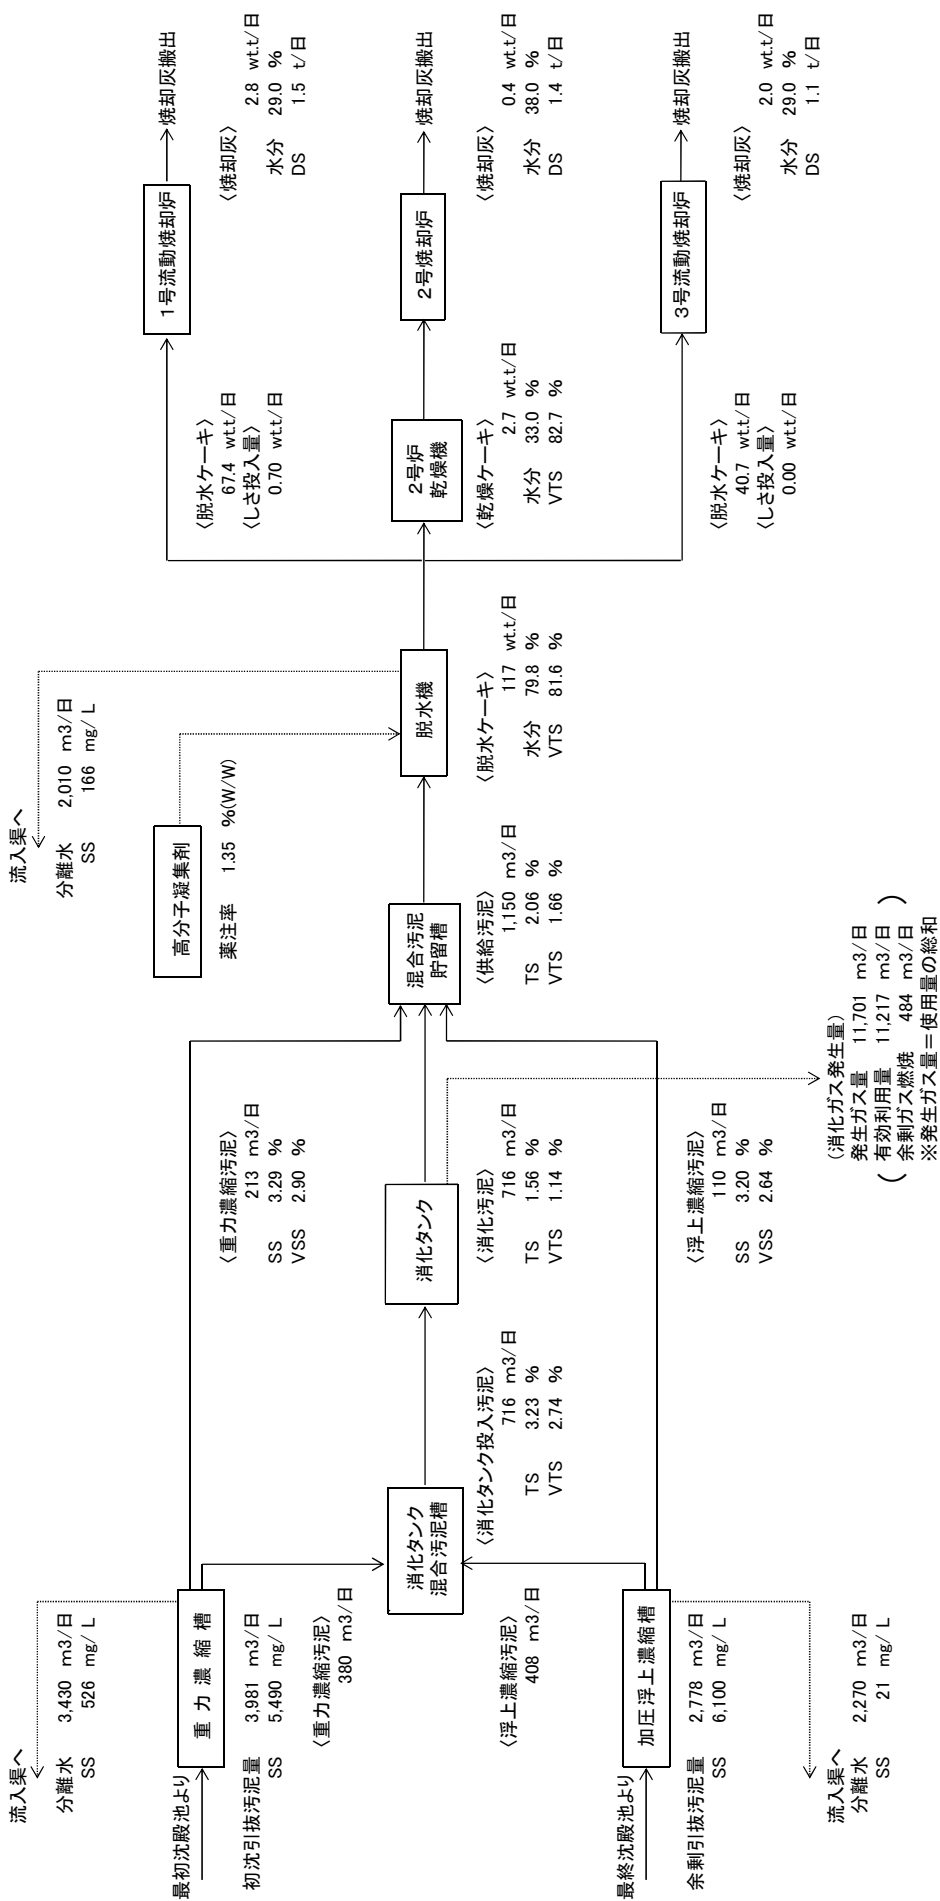 流入渠へ
分離水 3,430 m3/日
SS 526 mg/L
最初沈殿池より
重力濃縮槽
初沈引抜汚泥量 3,981 m3/日
SS 5,490 mg/L
〈重力濃縮汚泥〉
380 m3/日
〈浮上濃縮汚泥〉
408 m3/日
最終沈殿池より
加圧浮上濃縮槽
余剰引抜汚泥量 2,778 m3/日
SS 6,100 mg/L
流入渠へ
分離水 2,270 m3/日
SS 21 mg/L
消化タンク
混合汚泥槽
〈消化タンク投入汚泥〉
716 m3/日
TS 3.23 %
VTS 2.74 %
〈重力濃縮汚泥〉
213 m3/日
SS 3.29 %
VSS 2.90 %
消化タンク
〈消化汚泥〉
716 m3/日
TS 1.56 %
VTS 1.14 %
〈浮上濃縮汚泥〉
110 m3/日
SS 3.20 %
VSS 2.64 %
(消化ガス発生量)
発生ガス量 11,701 m3/日
(有効利用量 11,217 m3/日
余剰ガス燃焼 484 m3/日)
※発生ガス量=使用量の総和
混合汚泥
貯留槽
〈供給汚泥〉
1,150 m3/日
TS 2.06 %
VTS 1.66 %
流入渠へ
分離水 2,010 m3/日
SS 166 mg/L
高分子凝集剤
薬注率 1.35 %(W/W)
脱水機
〈脱水ケーキ〉
117 wt.t/日
水分 79.8 %
VTS 81.6 %
〈脱水ケーキ〉
67.4 wt.t/日
〈しさ投入量〉
0.70 wt.t/日
1号流動焼却炉
焼却灰搬出
〈焼却灰〉
2.8 wt.t/日
水分 29.0 %
DS 1.5 t/日
2号炉
乾燥機
〈乾燥ケーキ〉
2.7 wt.t/日
水分 33.0 %
VTS 82.7 %
2号焼却炉
焼却灰搬出
〈焼却灰〉
0.4 wt.t/日
水分 38.0 %
DS 1.4 t/日
〈脱水ケーキ〉
40.7 wt.t/日
〈しさ投入量〉
0.00 wt.t/日
3号流動焼却炉
焼却灰搬出
〈焼却灰〉
2.0 wt.t/日
水分 29.0 %
DS 1.1 t/日